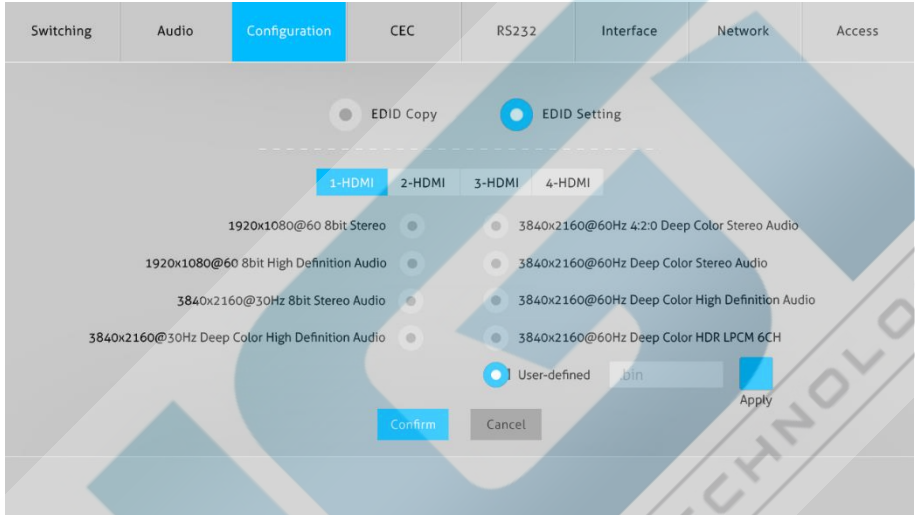 Switching Audio Configuration CEC RS232 Interface Network Access
EDID Copy EDID Setting
1-HDMI 2-HDMI 3-HDMI 4-HDMI
1920x1080@60 8bit Stereo 3840x2160@60Hz 4:2:0 Deep Color Stereo Audio
1920x1080@60 8bit High Definition Audio 3840x2160@60Hz Deep Color Stereo Audio
3840x2160@30Hz 8bit Stereo Audio 3840x2160@60Hz Deep Color High Definition Audio
3840x2160@30Hz Deep Color High Definition Audio 3840x2160@60Hz Deep Color HDR LPCM 6CH
User-defined .bin
Apply
Confirm Cancel